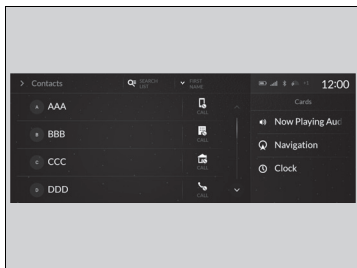 Contacts
SEARCH
LIST
FIRST
NAME
12:00
Cards
A AAA
CALL
B BBB
CALL
C CCC
CALL
D DDD
CALL
Now Playing Aud
Navigation
Clock